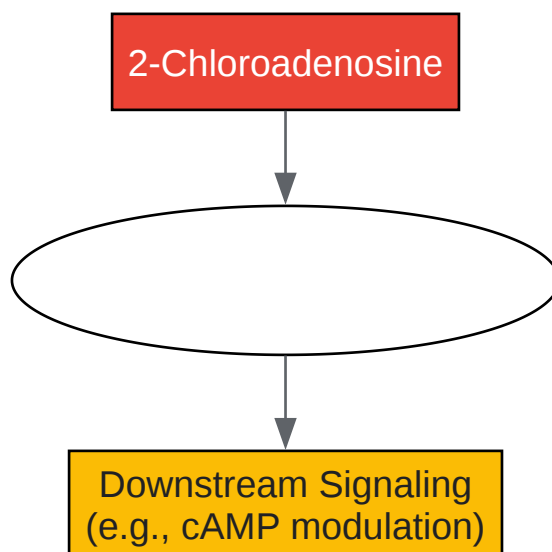 2-Chloroadenosine
Downstream Signaling
(e.g., cAMP modulation)